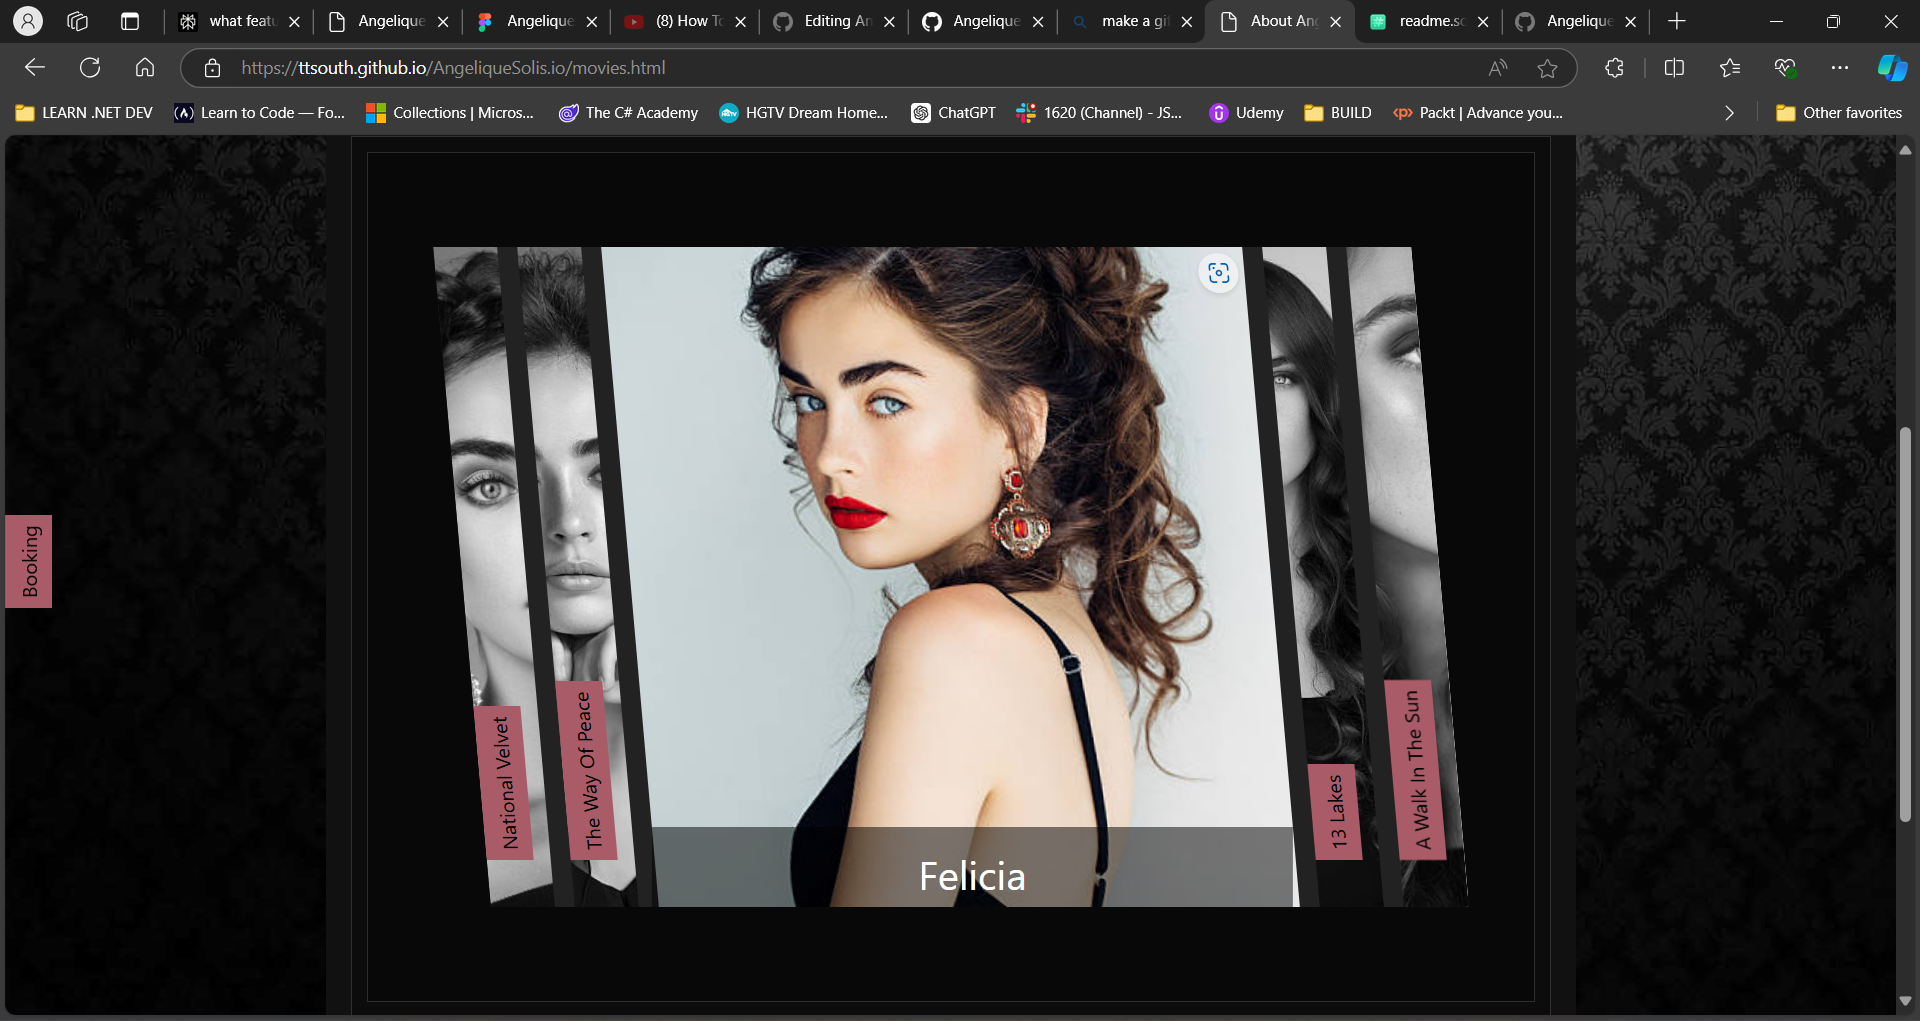 what featu
Angelique
Angelique
(8) How To
Editing An
Angelique
make a gif
About Ang
readme.so
Angelique
https://ttsouth.github.io/AngeliqueSolis.io/movies.html
LEARN .NET DEV
Learn to Code — Fo...
Collections | Micros...
The C# Academy
HGTV Dream Home...
ChatGPT
1620 (Channel) - JS...
Udemy
BUILD
Packt | Advance you...
Other favorites
Booking
National Velvet
The Way Of Peace
Felicia
13 Lakes
A Walk In The Sun